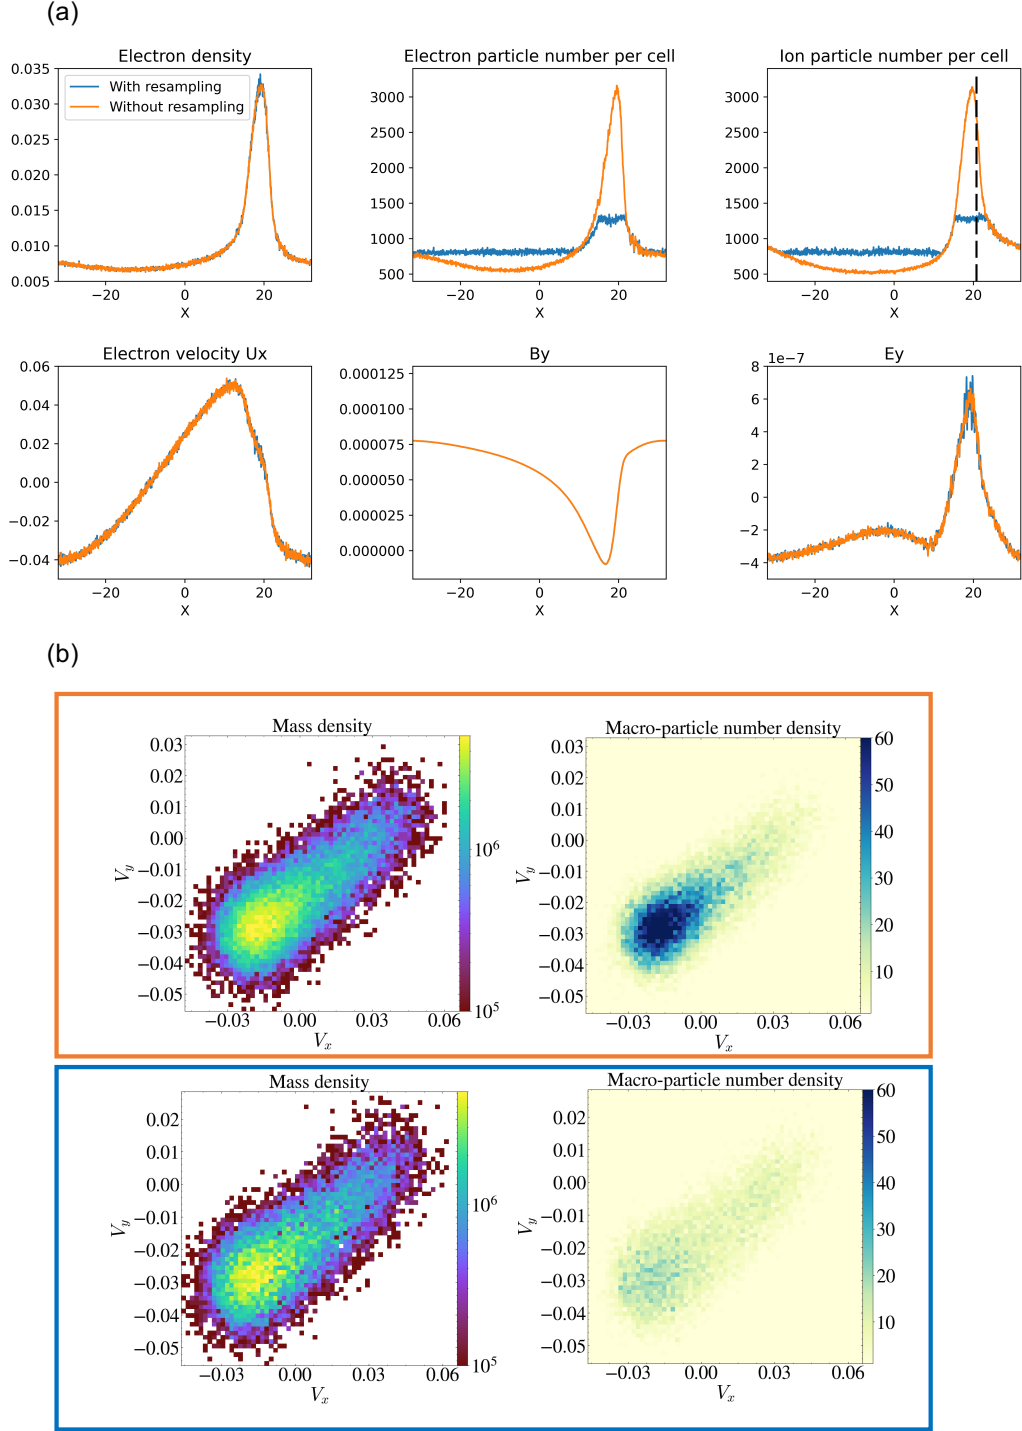 (a)
Electron density
Electron particle number per cell
Ion particle number per cell
0.035
0.030
0.025
0.020
0.015
0.010
0.005
With resampling
Without resampling
−20 0 20
X
3000
2500
2000
1500
1000
500
−20 0 20
X
3000
2500
2000
1500
1000
500
−20 0 20
X
Electron velocity Ux
By
Ey
0.06
0.04
0.02
0.00
−0.02
−0.04
−20 0 20
X
0.000125
0.000100
0.000075
0.000050
0.000025
0.000000
−20 0 20
X
1e−7
8
6
4
2
0
−2
−4
−20 0 20
X
(b)
Mass density
0.03
0.02
0.01
0.00
−0.01
−0.02
−0.03
−0.04
−0.05
Vy
−0.03 0.00 0.03 0.06
Vx
10^6
10^5
Macro-particle number density
0.03
0.02
0.01
0.00
−0.01
−0.02
−0.03
−0.04
−0.05
Vy
−0.03 0.00 0.03 0.06
Vx
60
50
40
30
20
10
Mass density
0.02
0.01
0.00
−0.01
−0.02
−0.03
−0.04
−0.05
Vy
−0.03 0.00 0.03 0.06
Vx
10^6
10^5
Macro-particle number density
0.02
0.01
0.00
−0.01
−0.02
−0.03
−0.04
−0.05
Vy
−0.03 0.00 0.03 0.06
Vx
60
50
40
30
20
10